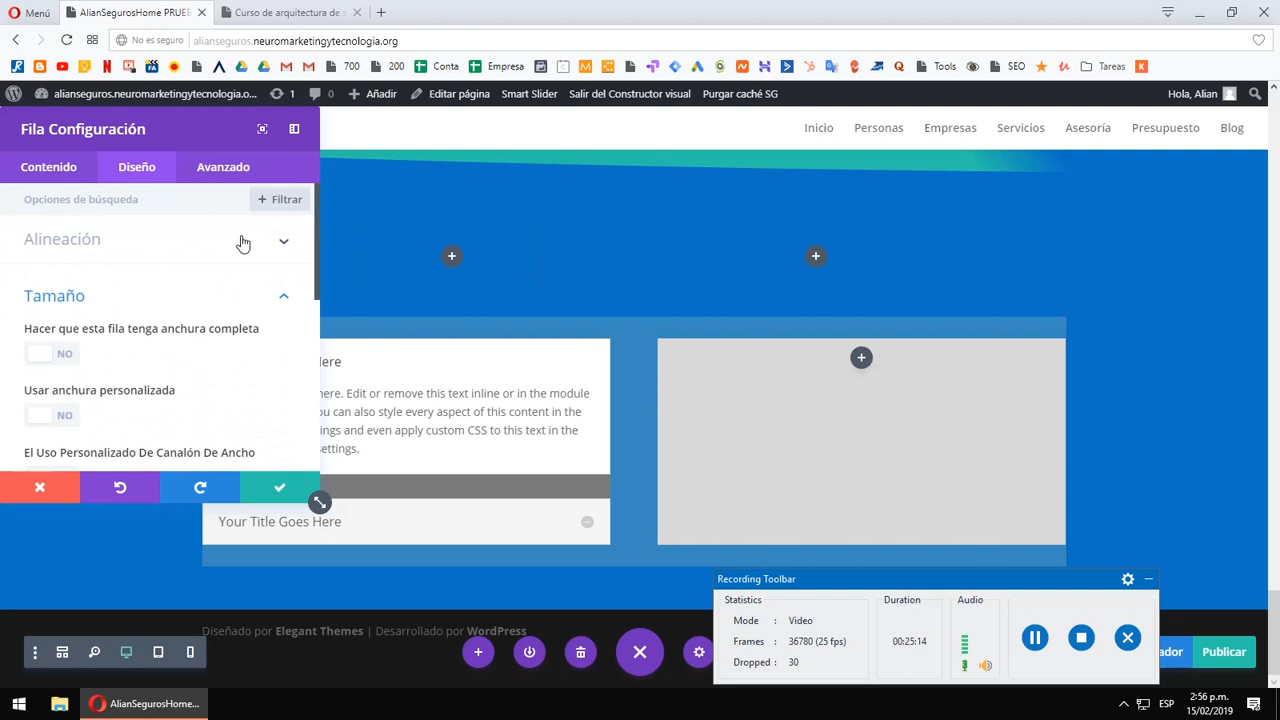 Menú
AlianSegurosHome PRUEB
Curso de arquitectura de s
No es seguro
alianseguros.neuromarketingytecnologia.org
700
200
Conta
Empresa
Tools
SEO
Tareas
alianseguros.neuromarketingytecnologia.o...
1
0
Añadir
Editar página
Smart Slider
Salir del Constructor visual
Purgar caché SG
Hola, Alian
Fila Configuración
Inicio
Personas
Empresas
Servicios
Asesoría
Presupuesto
Blog
Contenido
Diseño
Avanzado
Opciones de búsqueda
+ Filtrar
Alineación
Tamaño
Hacer que esta fila tenga anchura completa
NO
Usar anchura personalizada
NO
El Uso Personalizado De Canalón De Ancho
Here
here. Edit or remove this text inline or in the module
ou can also style every aspect of this content in the
ings and even apply custom CSS to this text in the
settings.
Your Title Goes Here
Recording Toolbar
Statistics
Mode : Video
Frames : 36780 (25 fps)
Dropped : 30
Duration
00:25:14
Audio
Diseñado por Elegant Themes | Desarrollado por WordPress
ador
Publicar
AlianSegurosHome...
ESP
2:56 p.m.
15/02/2019